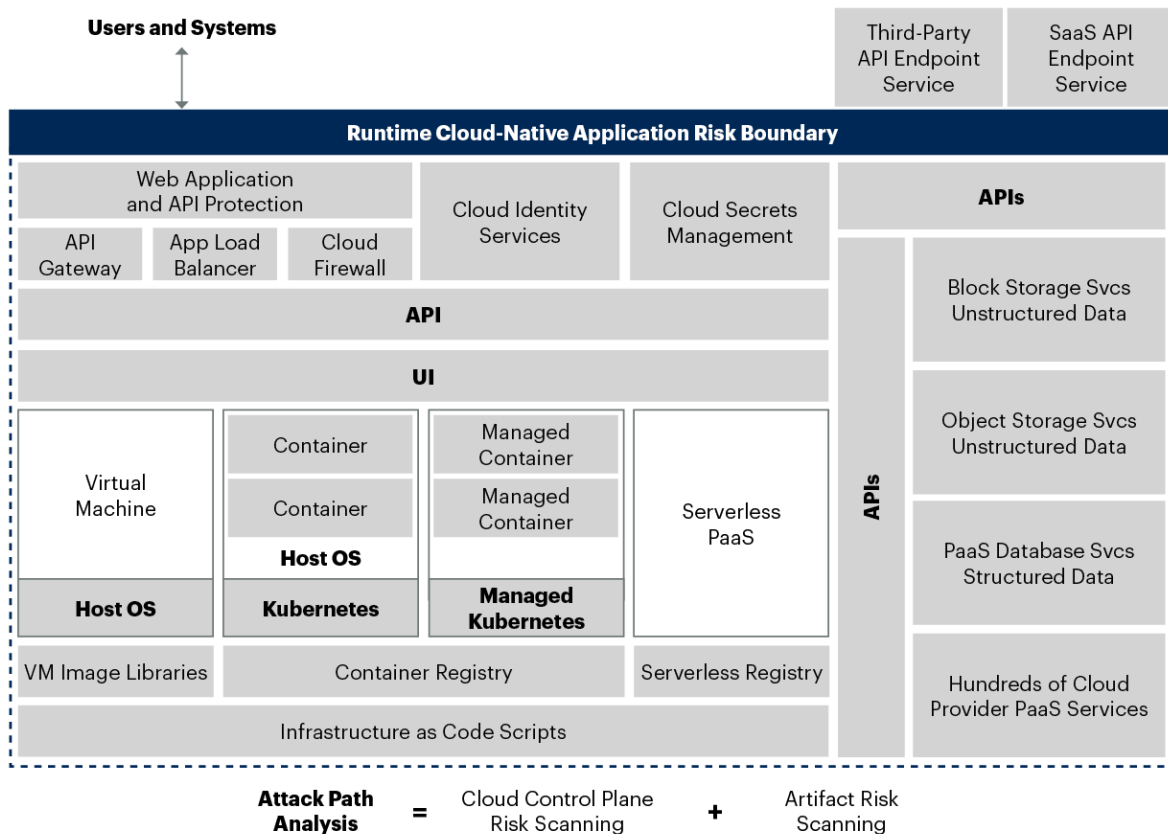 Users and Systems
Third-Party
API Endpoint
Service
SaaS API
Endpoint
Service
Runtime Cloud-Native Application Risk Boundary
Web Application
and API Protection
API
Gateway
App Load
Balancer
Cloud
Firewall
Cloud Identity
Services
Cloud Secrets
Management
APIs
API
UI
Virtual
Machine
Host OS
Container
Container
Host OS
Kubernetes
Managed
Container
Managed
Container
Managed
Kubernetes
Serverless
PaaS
VM Image Libraries
Container Registry
Serverless Registry
Infrastructure as Code Scripts
APIs
Block Storage Svcs
Unstructured Data
Object Storage Svcs
Unstructured Data
PaaS Database Svcs
Structured Data
Hundreds of Cloud
Provider PaaS Services
Attack Path
Analysis
=
Cloud Control Plane
Risk Scanning
+
Artifact Risk
Scanning